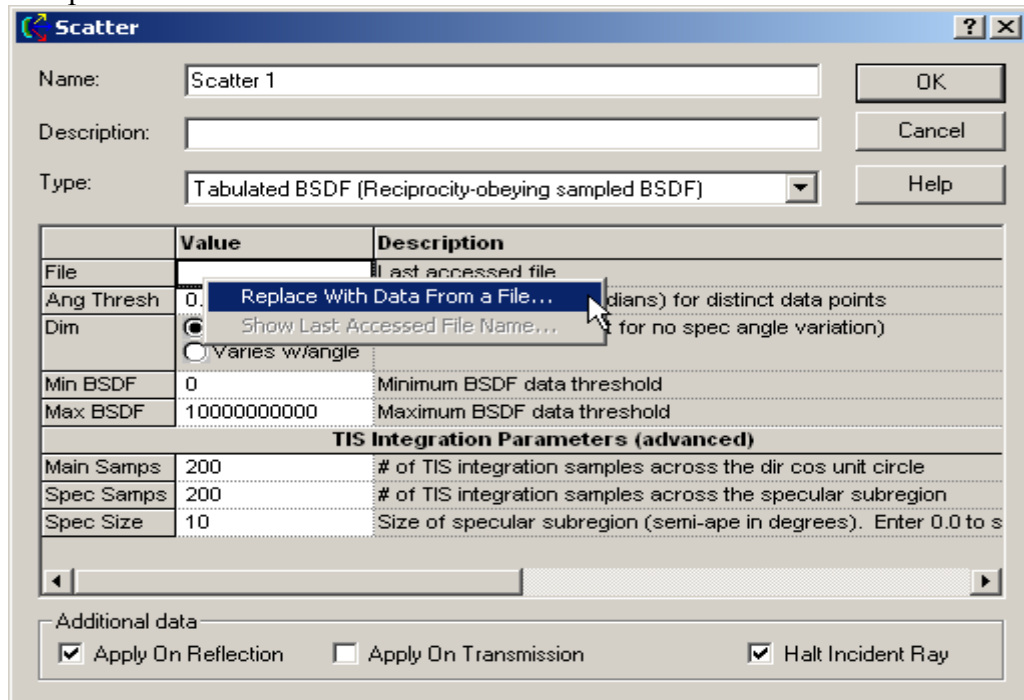 Scatter
Name: Scatter 1 OK
Description: Cancel
Type: Tabulated BSDF (Reciprocity-obeying sampled BSDF) Help
Value Description
File Last accessed file
Replace With Data From a File...
Ang Thresh 0. dians) for distinct data points
Show Last Accessed File Name...
Dim t for no spec angle variation)
Varies w/angle
Min BSDF 0 Minimum BSDF data threshold
Max BSDF 10000000000 Maximum BSDF data threshold
TIS Integration Parameters (advanced)
Main Samps 200 # of TIS integration samples across the dir cos unit circle
Spec Samps 200 # of TIS integration samples across the specular subregion
Spec Size 10 Size of specular subregion (semi-ape in degrees). Enter 0.0 to s
Additional data
Apply On Reflection Apply On Transmission Halt Incident Ray